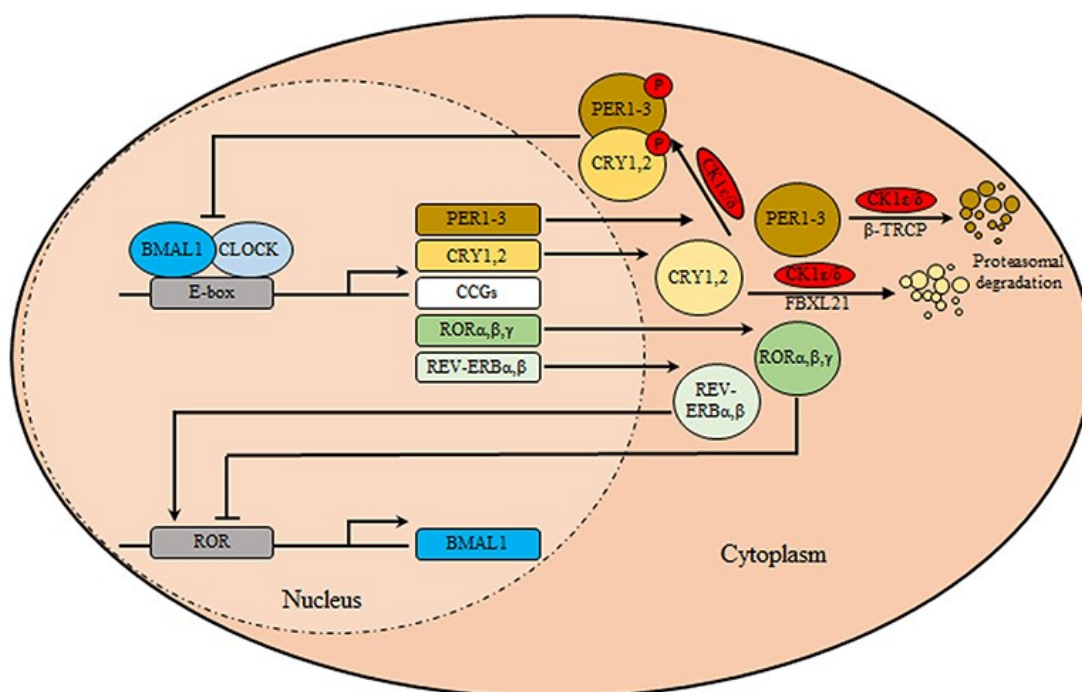 P
PER1-3
P
CRY1,2
CK1ε/δ
PER1-3
CK1ε/δ
β-TRCP
Proteasomal
degradation
PER1-3
CRY1,2
CCGs
RORα,β,γ
REV-ERBα,β
BMAL1
CLOCK
E-box
CRY1,2
CK1ε/δ
FBXL21
RORα,β,γ
REV-
ERBα,β
ROR
BMAL1
Cytoplasm
Nucleus